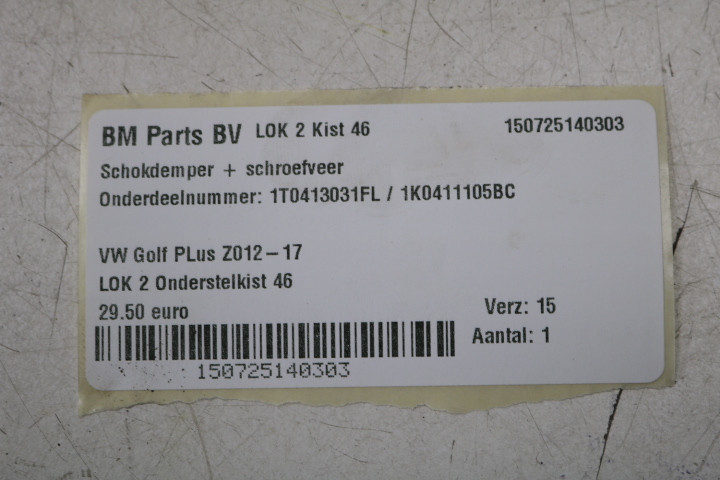 BM Parts BV LOK 2 Kist 46 150725140303
Schokdemper + schroefveer
Onderdeelnummer: 1T0413031FL / 1K0411105BC
VW Golf PLus Z012-17
LOK 2 Onderstelkist 46
29.50 euro
Verz: 15
Aantal: 1
150725140303